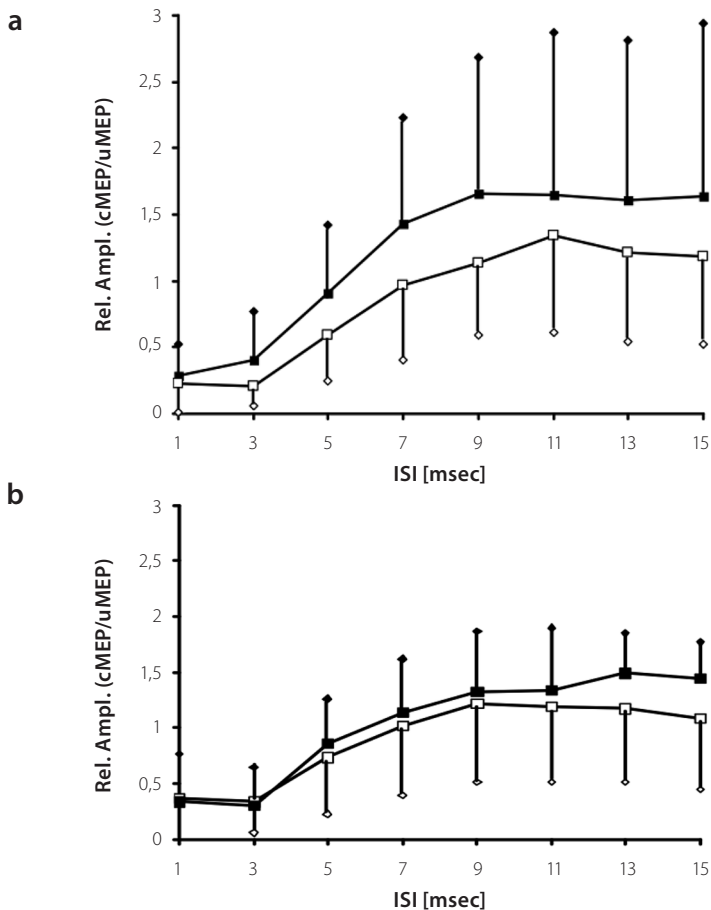 a
Rel. Ampl. (cMEP/uMEP)
3
2,5
2
1,5
1
0,5
0
1 3 5 7 9 11 13 15
ISI [msec]
b
Rel. Ampl. (cMEP/uMEP)
3
2,5
2
1,5
1
0,5
0
1 3 5 7 9 11 13 15
ISI [msec]